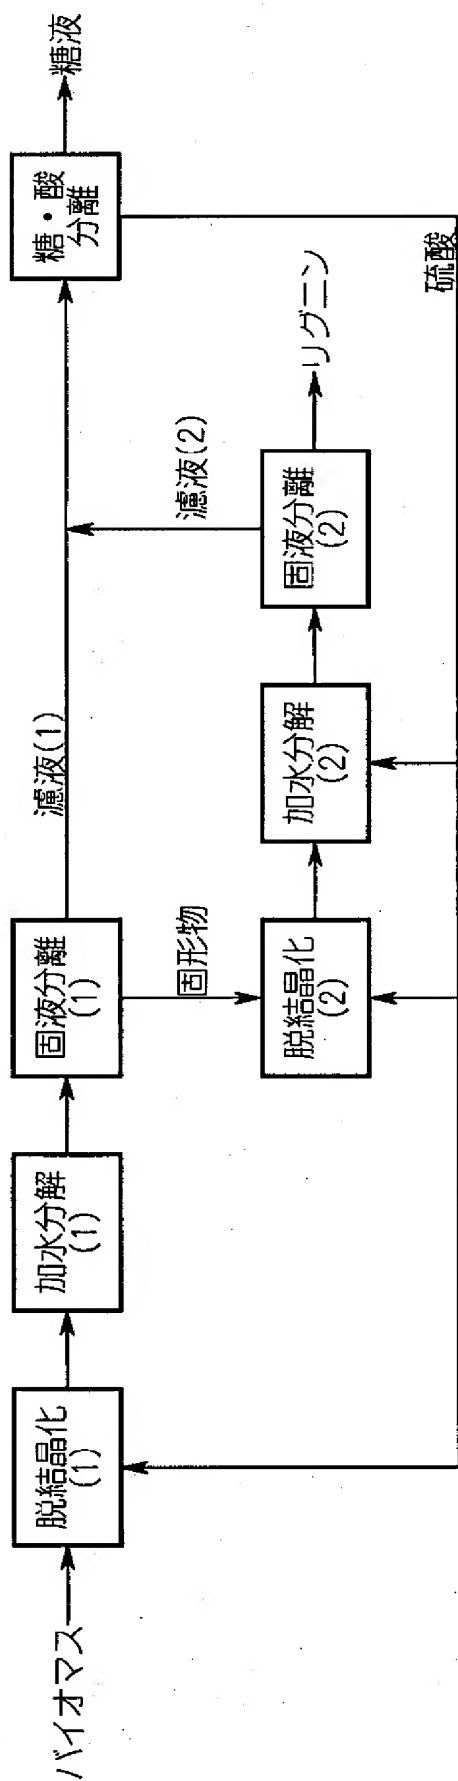 バイオマス
脱結晶化
(1)
加水分解
(1)
固液分離
(1)
濾液(1)
糖・酸
分離
糖液
固形物
脱結晶化
(2)
加水分解
(2)
固液分離
(2)
濾液(2)
リグニン
硫酸